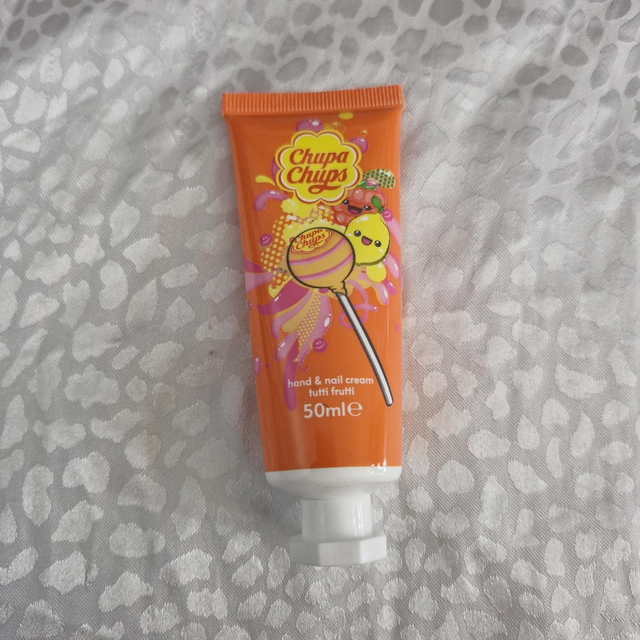 Chupa
Chups
Chupa
Chups
hand & nail cream
tutti frutti
50ml℮